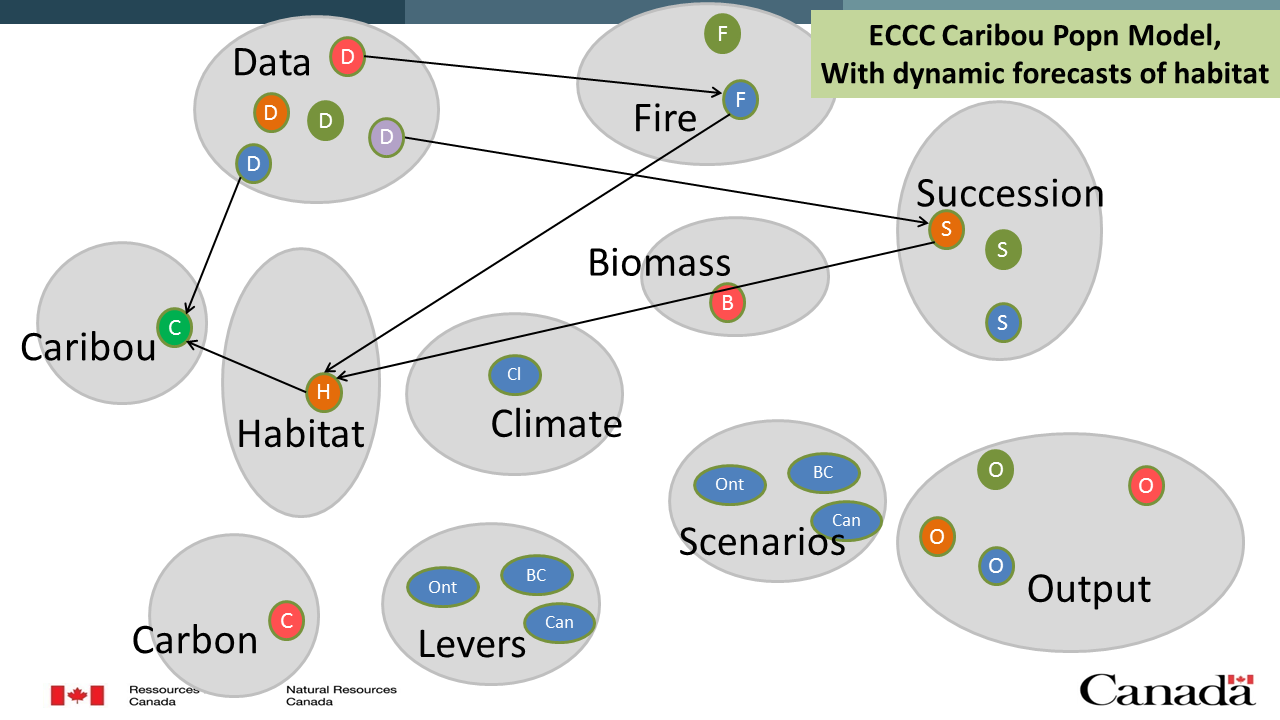 ECCC Caribou Popn Model,
With dynamic forecasts of habitat
Data
D
D
D
D
D
F
F
Fire
Succession
S
S
S
Biomass
B
Caribou
C
H
Habitat
Cl
Climate
Ont
BC
Can
Scenarios
O
O
O
O
Output
C
Carbon
Ont
BC
Can
Levers
Ressources
Canada
Natural Resources
Canada
Canada